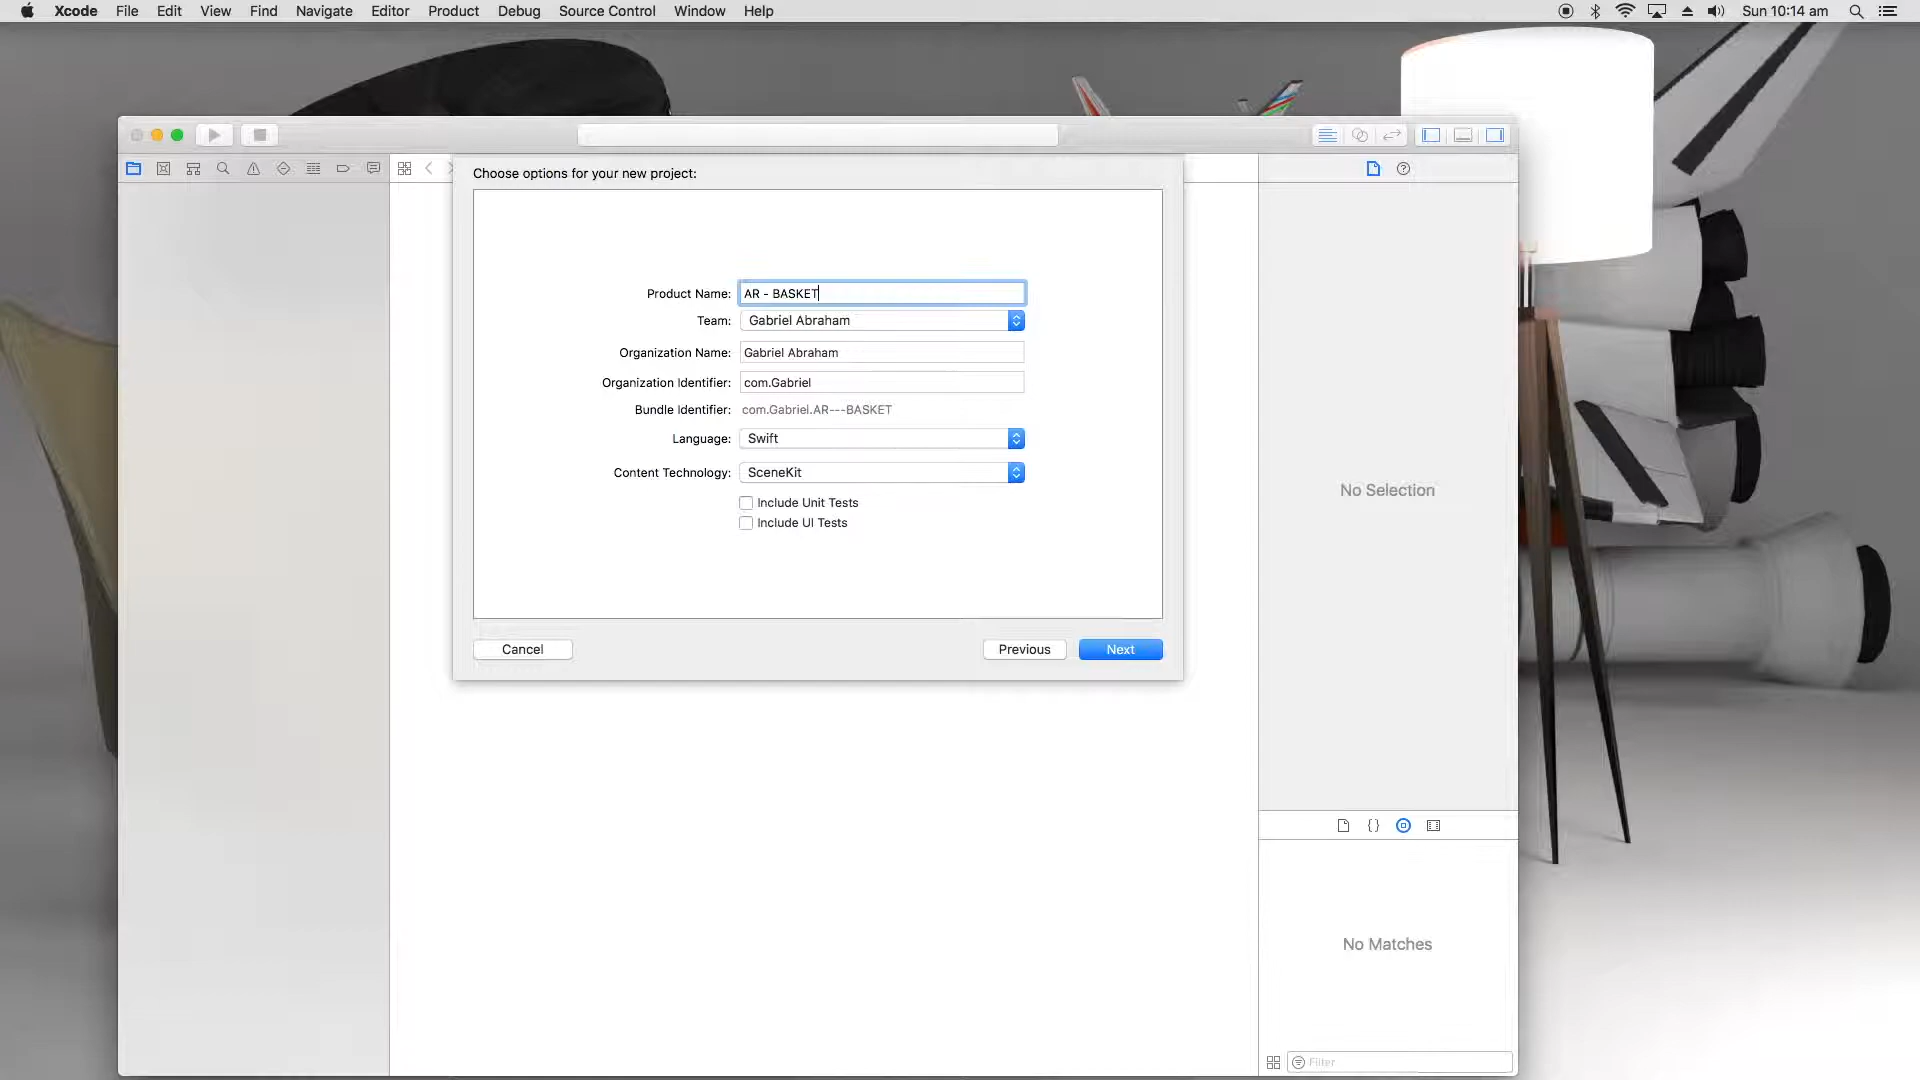 Xcode File Edit View Find Navigate Editor Product Debug Source Control Window Help Sun 10:14 am
Choose options for your new project:
Product Name: AR - BASKET
Team: Gabriel Abraham
Organization Name: Gabriel Abraham
Organization Identifier: com.Gabriel
Bundle Identifier: com.Gabriel.AR---BASKET
Language: Swift
Content Technology: SceneKit
Include Unit Tests
Include UI Tests
Cancel Previous Next
No Selection
No Matches
Filter